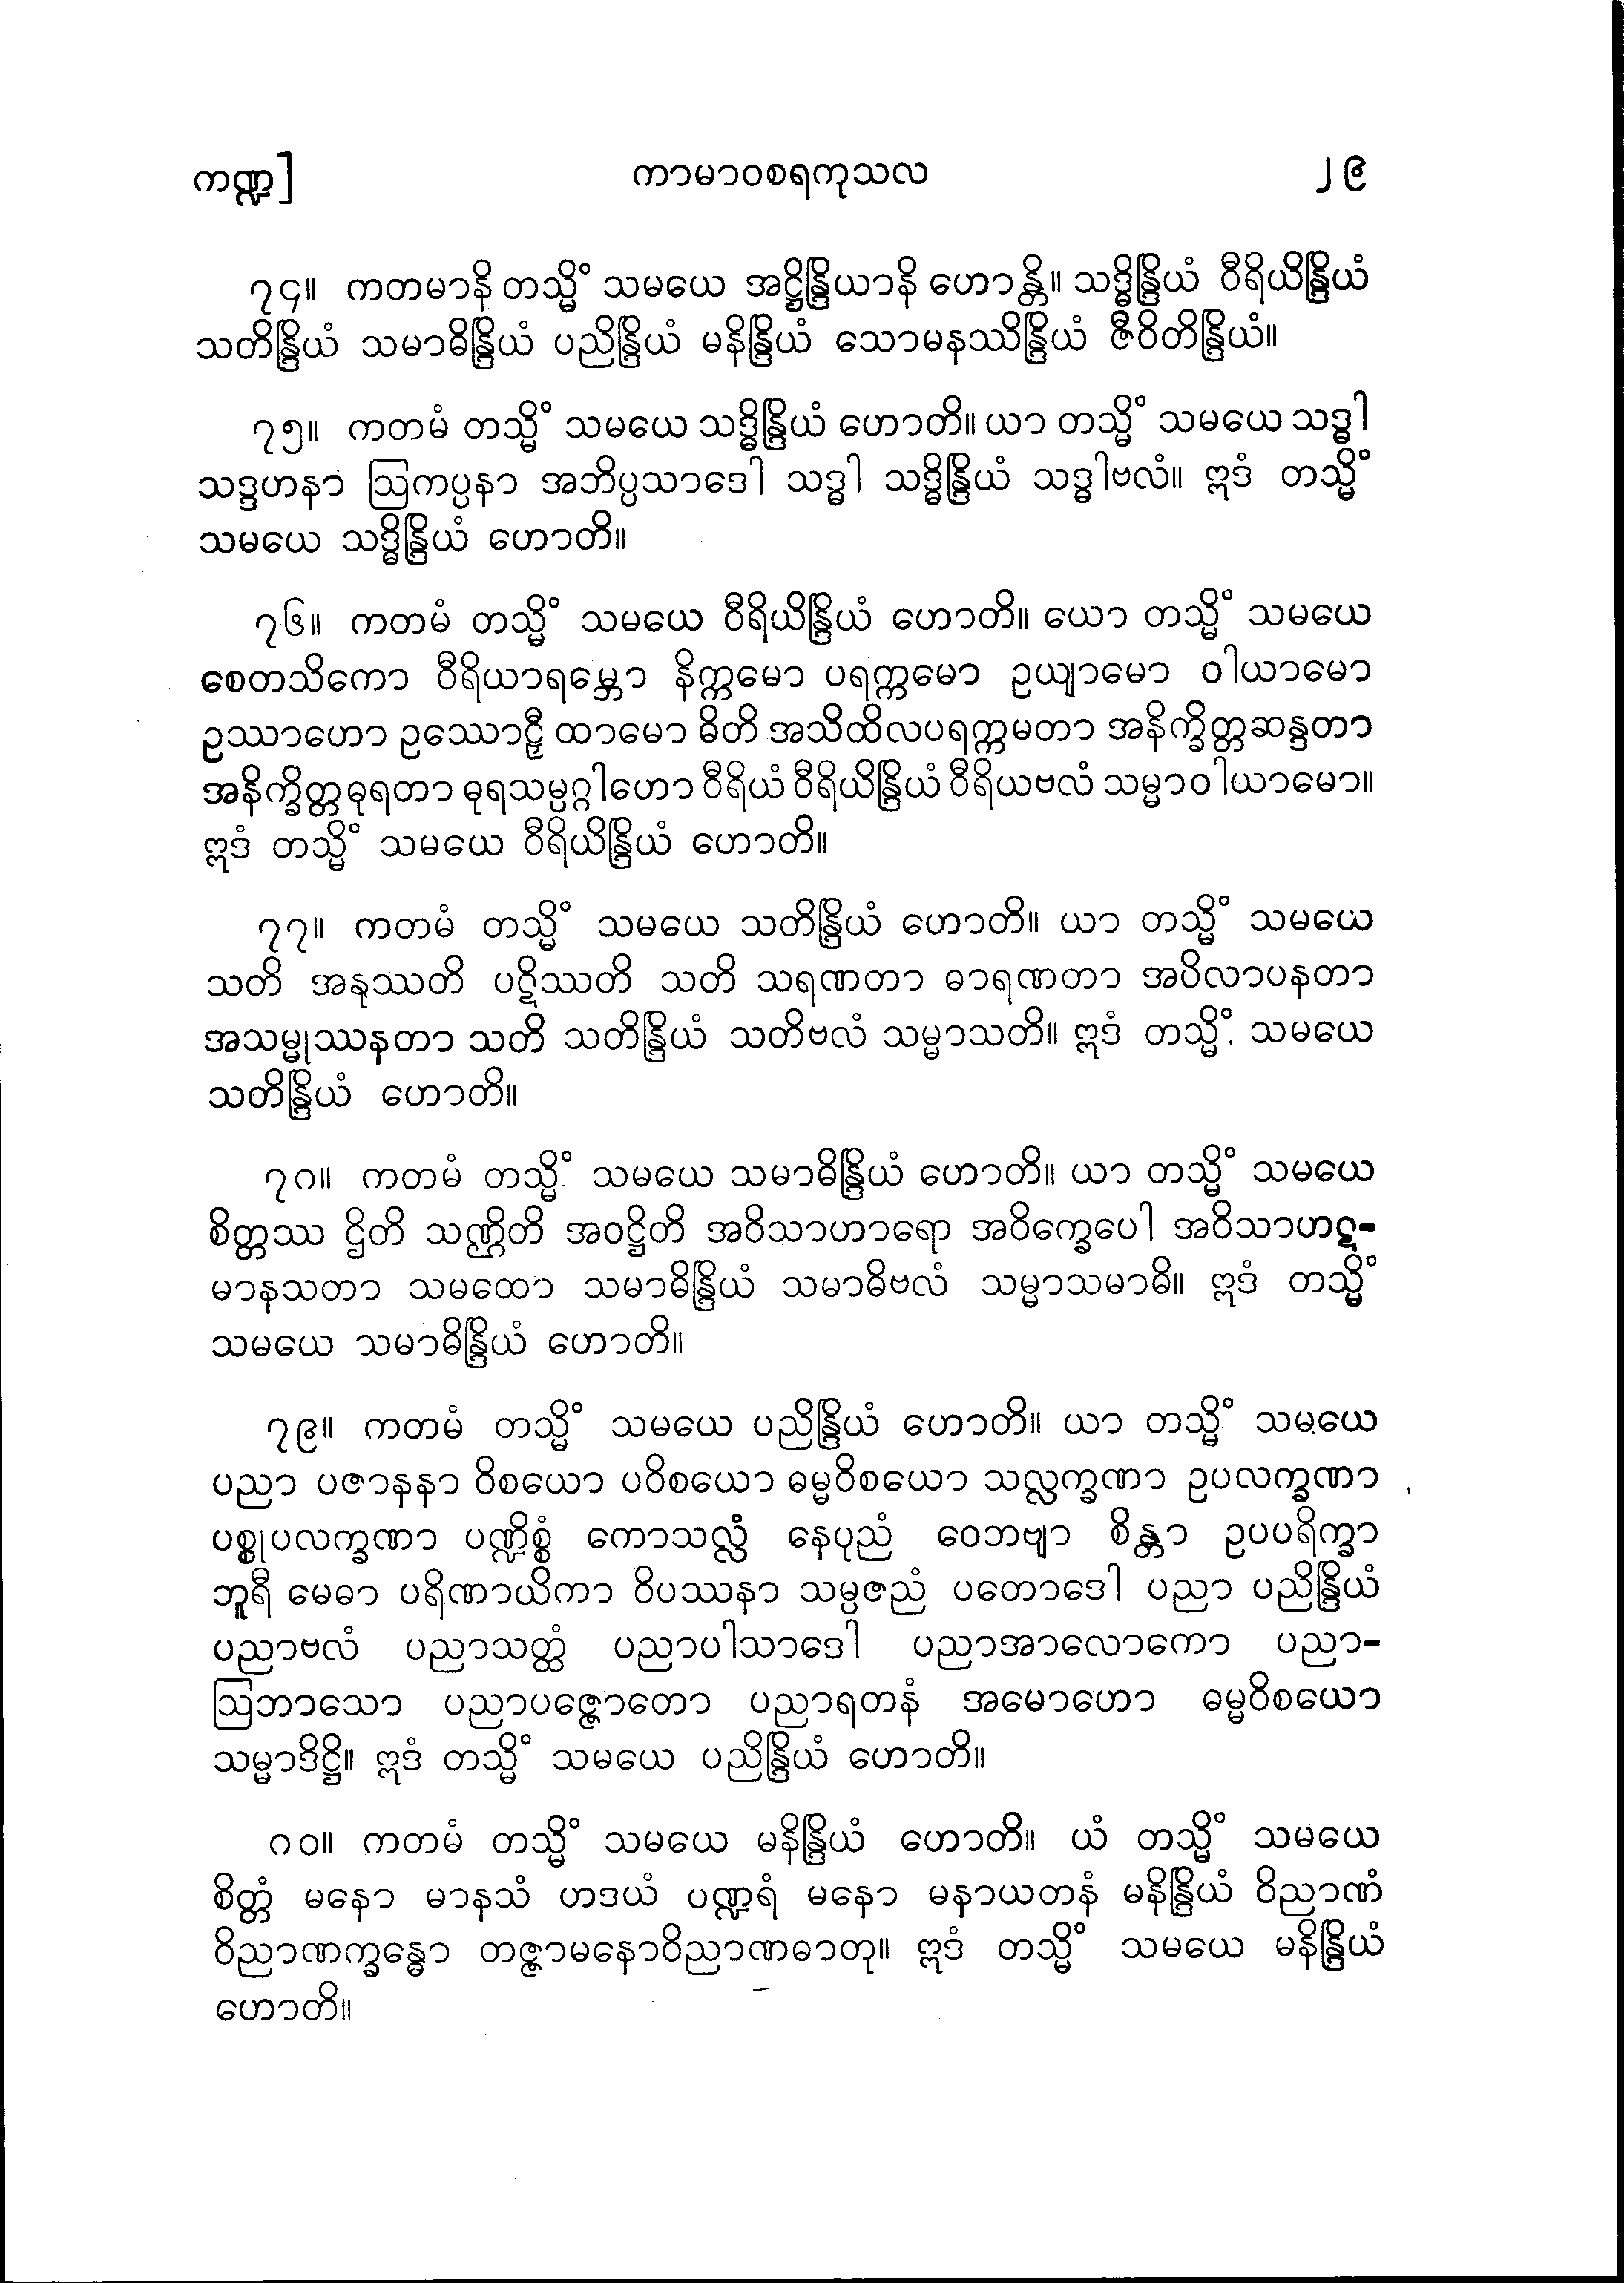 ကဏ္ဍ] ကာမာဝစရကုသလ ၂၉
၇၄။ ကတမာနိ တသ္မိံ သမယေ အဋ္ဌိန္ဒြိယာနိ ဟောန္တိ။ သဒ္ဓိန္ဒြိယံ ဝီရိယိန္ဒြိယံ
သတိန္ဒြိယံ သမာဓိန္ဒြိယံ ပညိန္ဒြိယံ မနိန္ဒြိယံ သောမနဿိန္ဒြိယံ ဇီဝိတိန္ဒြိယံ။
၇၅။ ကတမံ တသ္မိံ သမယေ သဒ္ဓိန္ဒြိယံ ဟောတိ။ ယာ တသ္မိံ သမယေ သဒ္ဓါ
သဒ္ဒဟနာ ဩကပ္ပနာ အဘိပ္ပသာဒေါ သဒ္ဓါ သဒ္ဓိန္ဒြိယံ သဒ္ဓါဗလံ။ ဣဒံ တသ္မိံ
သမယေ သဒ္ဓိန္ဒြိယံ ဟောတိ။
၇၆။ ကတမံ တသ္မိံ သမယေ ဝီရိယိန္ဒြိယံ ဟောတိ။ ယော တသ္မိံ သမယေ
စေတသိကော ဝီရိယာရမ္ဘော နိက္ကမော ပရက္ကမော ဥယျာမော ဝါယာမော
ဥဿာဟော ဥဿောဠှီ ထာမော ဓိတိ အသိထိလပရက္ကမတာ အနိက္ခိတ္တဆန္ဒတာ
အနိက္ခိတ္တဓုရတာ ဓုရသမ္ပဂ္ဂါဟော ဝီရိယံ ဝီရိယိန္ဒြိယံ ဝီရိယဗလံ သမ္မာဝါယာမော။
ဣဒံ တသ္မိံ သမယေ ဝီရိယိန္ဒြိယံ ဟောတိ။
၇၇။ ကတမံ တသ္မိံ သမယေ သတိန္ဒြိယံ ဟောတိ။ ယာ တသ္မိံ သမယေ
သတိ အနုဿတိ ပဋိဿတိ သတိ သရဏတာ ဓာရဏတာ အပိလာပနတာ
အသမ္မုဿနတာ သတိ သတိန္ဒြိယံ သတိဗလံ သမ္မာသတိ။ ဣဒံ တသ္မိံ သမယေ
သတိန္ဒြိယံ ဟောတိ။
၇၈။ ကတမံ တသ္မိံ သမယေ သမာဓိန္ဒြိယံ ဟောတိ။ ယာ တသ္မိံ သမယေ
စိတ္တဿ ဌိတိ သဏ္ဌိတိ အဝဋ္ဌိတိ အဝိသာဟာရော အဝိက္ခေပေါ အဝိသာဟဋ-
မာနသတာ သမထော သမာဓိန္ဒြိယံ သမာဓိဗလံ သမ္မာသမာဓိ။ ဣဒံ တသ္မိံ
သမယေ သမာဓိန္ဒြိယံ ဟောတိ။
၇၉။ ကတမံ တသ္မိံ သမယေ ပညိန္ဒြိယံ ဟောတိ။ ယာ တသ္မိံ သမယေ
ပညာ ပဇာနနာ ဝိစယော ပဝိစယော ဓမ္မဝိစယော သလ္လက္ခဏာ ဥပလက္ခဏာ
ပစ္စုပလက္ခဏာ ပဏ္ဍိစ္စံ ကောသလ္လံ နေပုညံ ဝေဘဗျာ စိန္တာ ဥပပရိက္ခာ
ဘူရီ မေဓာ ပရိဏာယိကာ ဝိပဿနာ သမ္ပဇညံ ပတောဒေါ ပညာ ပညိန္ဒြိယံ
ပညာဗလံ ပညာသတ္ထံ ပညာပါသာဒေါ ပညာအာလောကော ပညာ-
ဩဘာသော ပညာပဇ္ဇောတော ပညာရတနံ အမောဟော ဓမ္မဝိစယော
သမ္မာဒိဋ္ဌိ။ ဣဒံ တသ္မိံ သမယေ ပညိန္ဒြိယံ ဟောတိ။
၈၀။ ကတမံ တသ္မိံ သမယေ မနိန္ဒြိယံ ဟောတိ။ ယံ တသ္မိံ သမယေ
စိတ္တံ မနော မာနသံ ဟဒယံ ပဏ္ဍရံ မနော မနာယတနံ မနိန္ဒြိယံ ဝိညာဏံ
ဝိညာဏက္ခန္ဓော တဇ္ဇာမနောဝိညာဏဓာတု။ ဣဒံ တသ္မိံ သမယေ မနိန္ဒြိယံ
ဟောတိ။